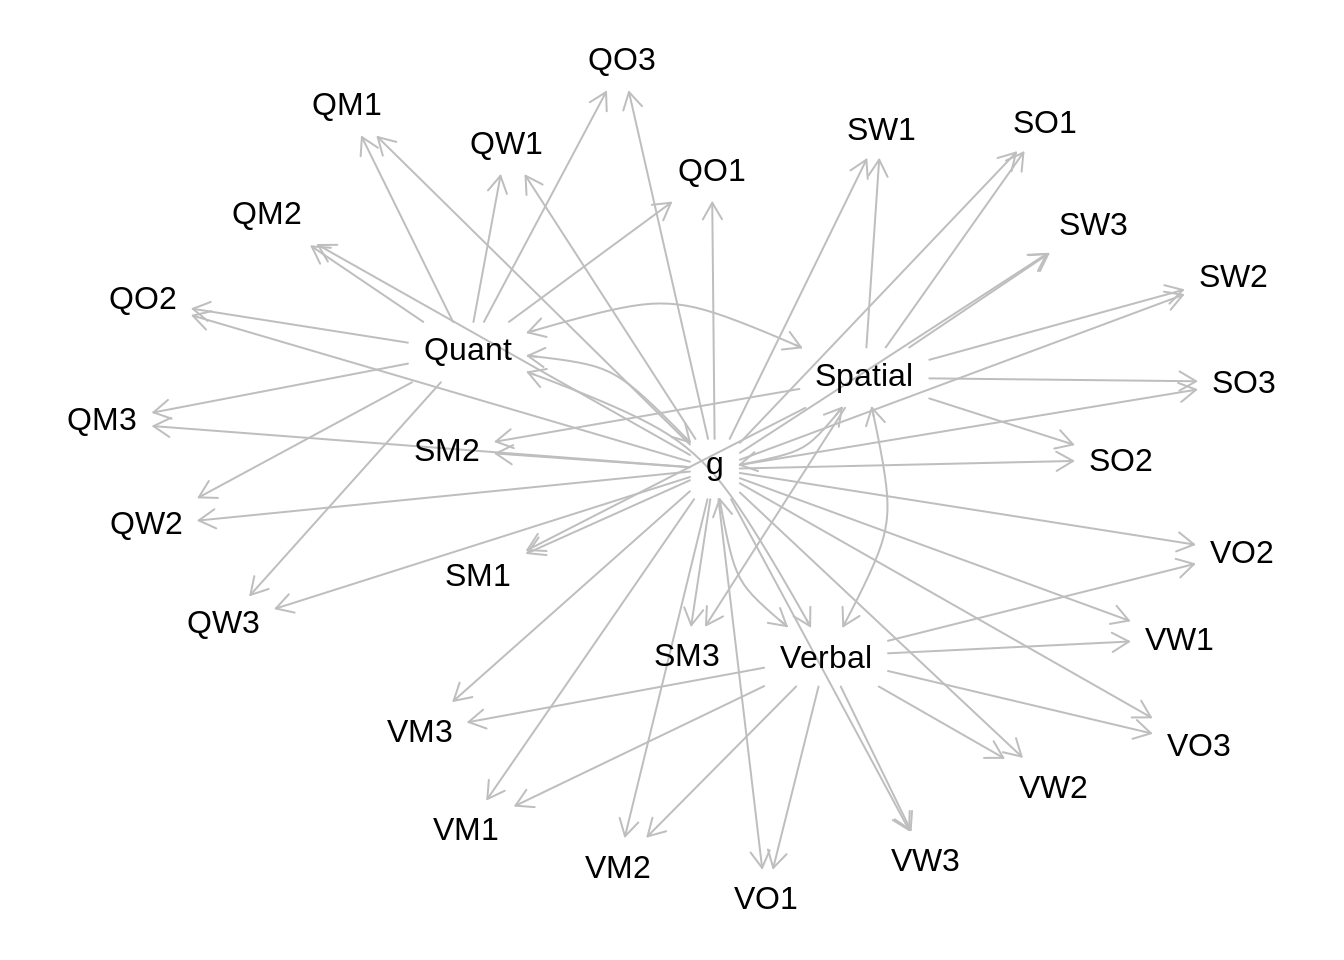 QO3
QM1
SO1
SW1
QW1
QO1
QM2
SW3
SW2
QO2
Quant
Spatial
SO3
QM3
SM2
SO2
g
QW2
VO2
SM1
QW3
VW1
SM3
Verbal
VM3
VO3
VW2
VM1
VW3
VM2
VO1